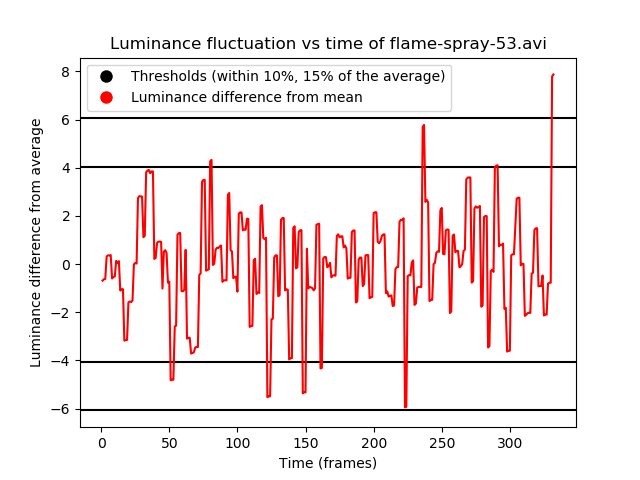 Luminance fluctuation vs time of flame-spray-53.avi
Thresholds (within 10%, 15% of the average)
Luminance difference from mean
Luminance difference from average
8
6
4
2
0
−2
−4
−6
0 50 100 150 200 250 300
Time (frames)